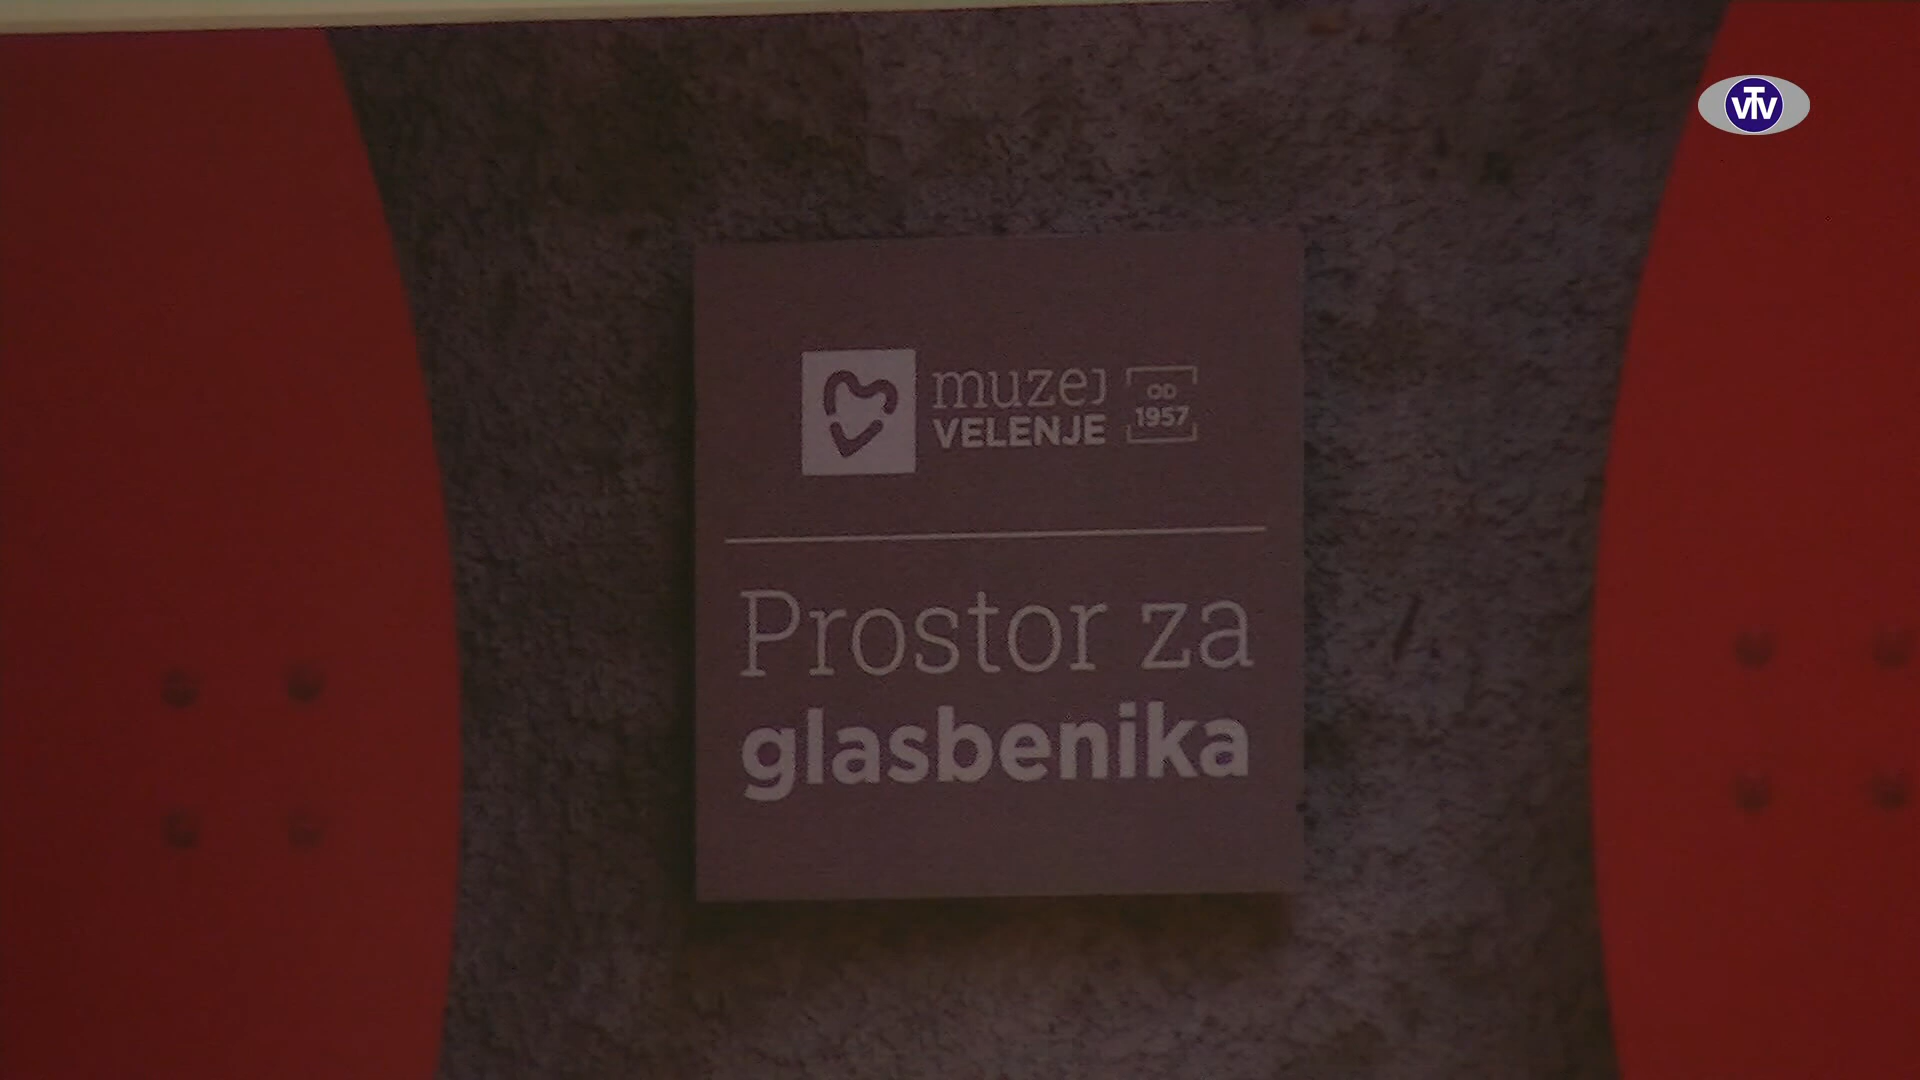 VTV
muzej
VELENJE
OD
1957
Prostor za
glasbenika